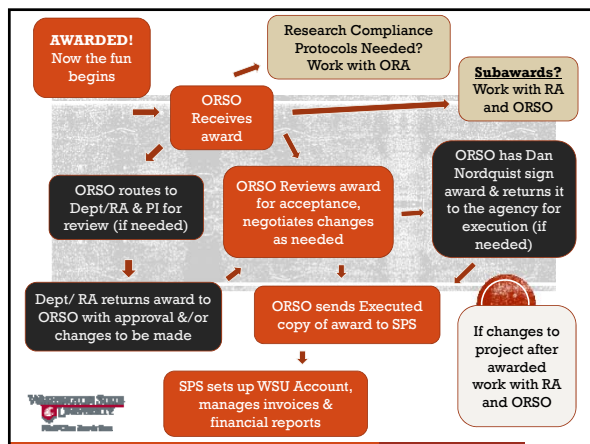 AWARDED!
Now the fun
begins
Research Compliance
Protocols Needed?
Work with ORA
Subawards?
Work with RA
and ORSO
ORSO
Receives
award
ORSO routes to
Dept/RA & PI for
review (if needed)
ORSO Reviews award
for acceptance,
negotiates changes
as needed
ORSO has Dan
Nordquist sign
award & returns it
to the agency for
execution (if
needed)
Dept/ RA returns award to
ORSO with approval &/or
changes to be made
ORSO sends Executed
copy of award to SPS
If changes to
project after
awarded
work with RA
and ORSO
SPS sets up WSU Account,
manages invoices &
financial reports
WASHINGTON STATE
UNIVERSITY